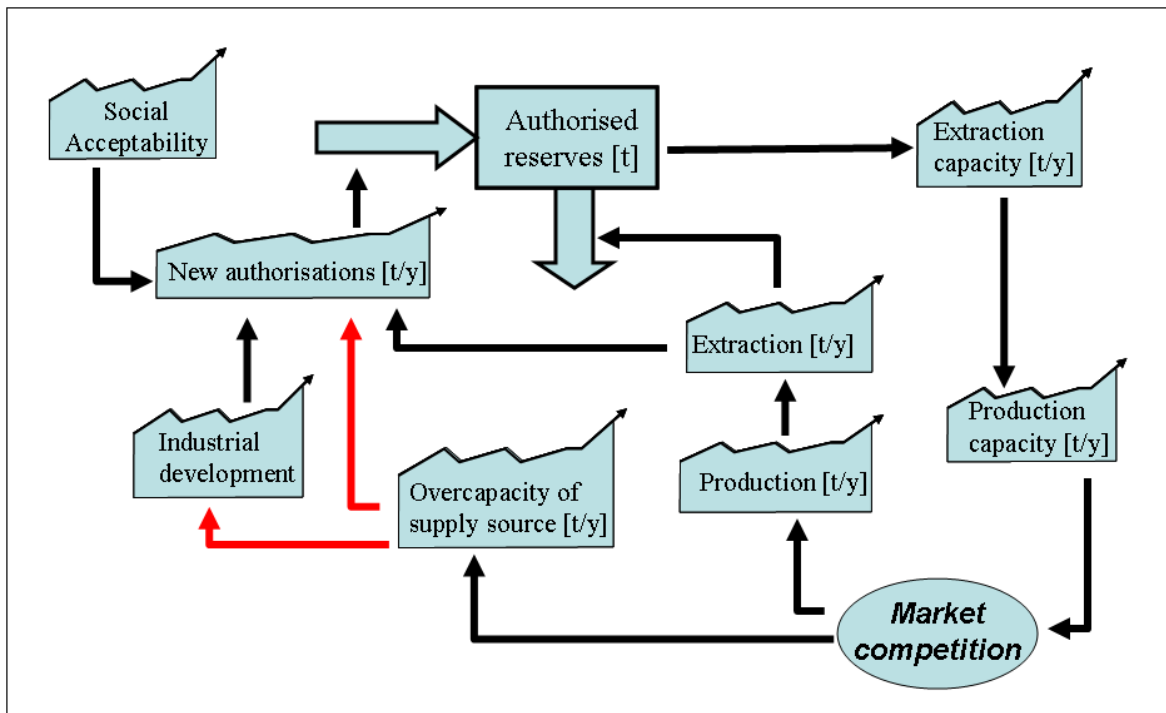 Social
Acceptability
Authorised
reserves [t]
Extraction
capacity [t/y]
New authorisations [t/y]
Extraction [t/y]
Industrial
development
Overcapacity of
supply source [t/y]
Production [t/y]
Production
capacity [t/y]
Market
competition